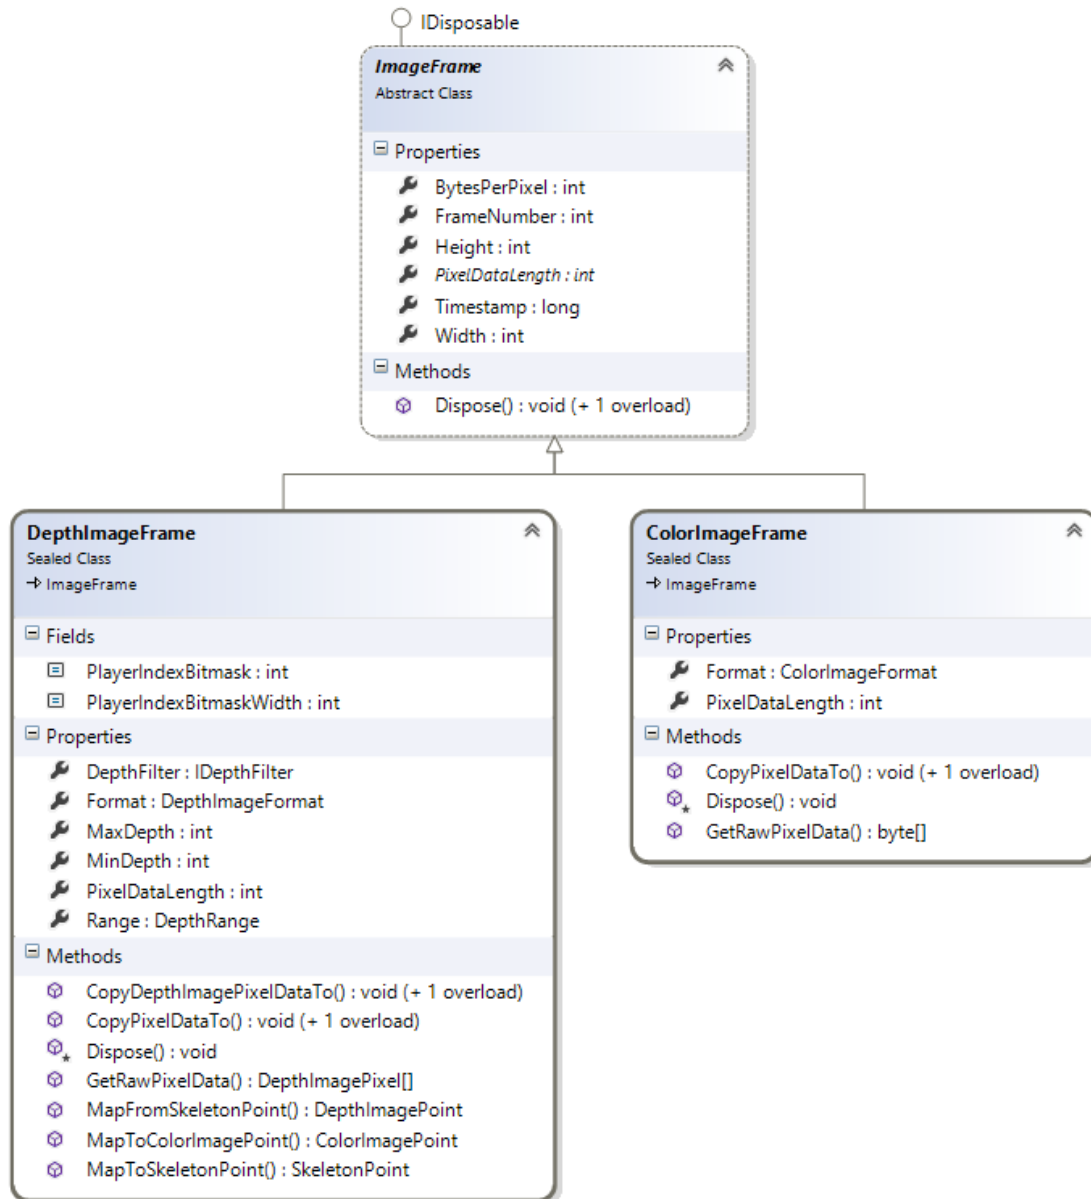 IDisposable
ImageFrame
Abstract Class
Properties
BytesPerPixel : int
FrameNumber : int
Height : int
PixelDataLength : int
Timestamp : long
Width : int
Methods
Dispose() : void (+ 1 overload)
DepthImageFrame
Sealed Class
ImageFrame
Fields
PlayerIndexBitmask : int
PlayerIndexBitmaskWidth : int
Properties
DepthFilter : IDepthFilter
Format : DepthImageFormat
MaxDepth : int
MinDepth : int
PixelDataLength : int
Range : DepthRange
Methods
CopyDepthImagePixelDataTo() : void (+ 1 overload)
CopyPixelDataTo() : void (+ 1 overload)
Dispose() : void
GetRawPixelData() : DepthImagePixel[]
MapFromSkeletonPoint() : DepthImagePoint
MapToColorImagePoint() : ColorImagePoint
MapToSkeletonPoint() : SkeletonPoint
ColorImageFrame
Sealed Class
ImageFrame
Properties
Format : ColorImageFormat
PixelDataLength : int
Methods
CopyPixelDataTo() : void (+ 1 overload)
Dispose() : void
GetRawPixelData() : byte[]